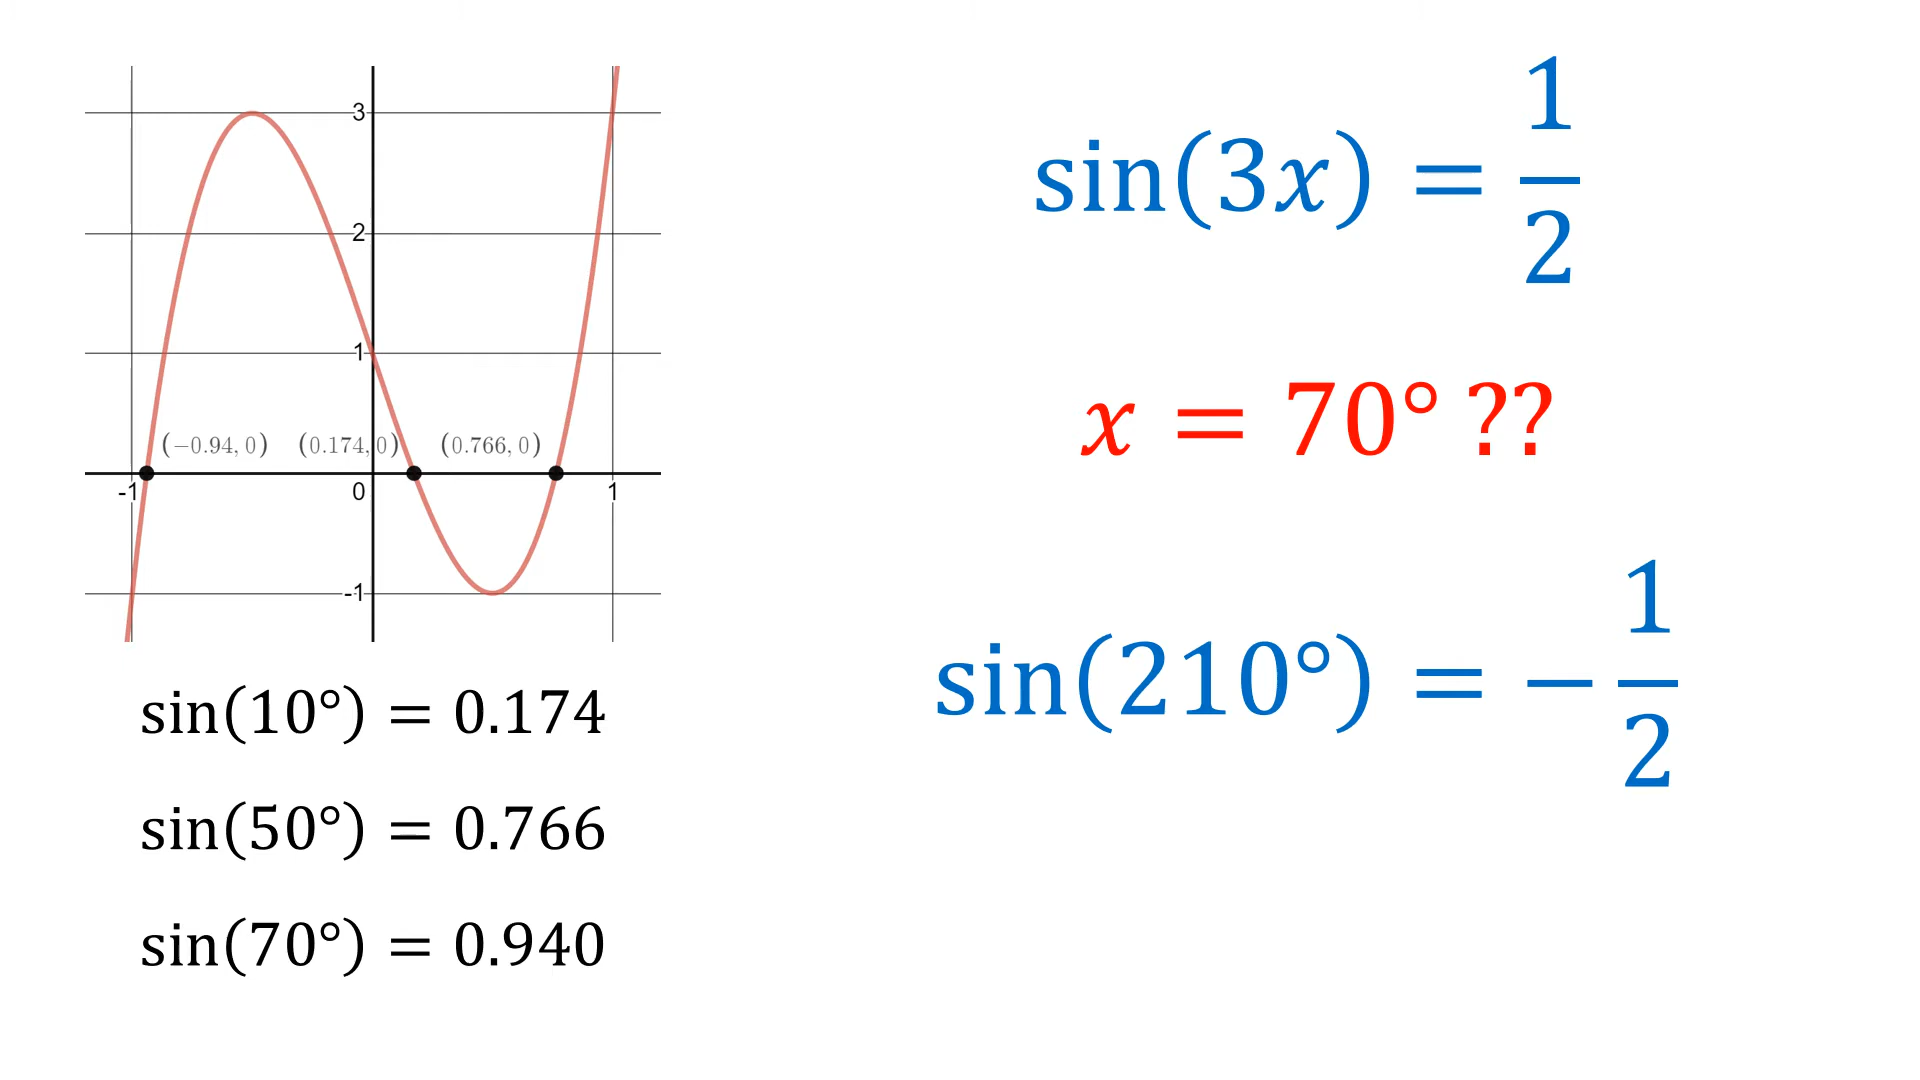 3
2
1
(−0.94, 0) (0.174, 0) (0.766, 0)
-1 0 1
-1
sin(10°) = 0.174
sin(50°) = 0.766
sin(70°) = 0.940
sin(3x) = 1/2
x = 70° ??
sin(210°) = − 1/2